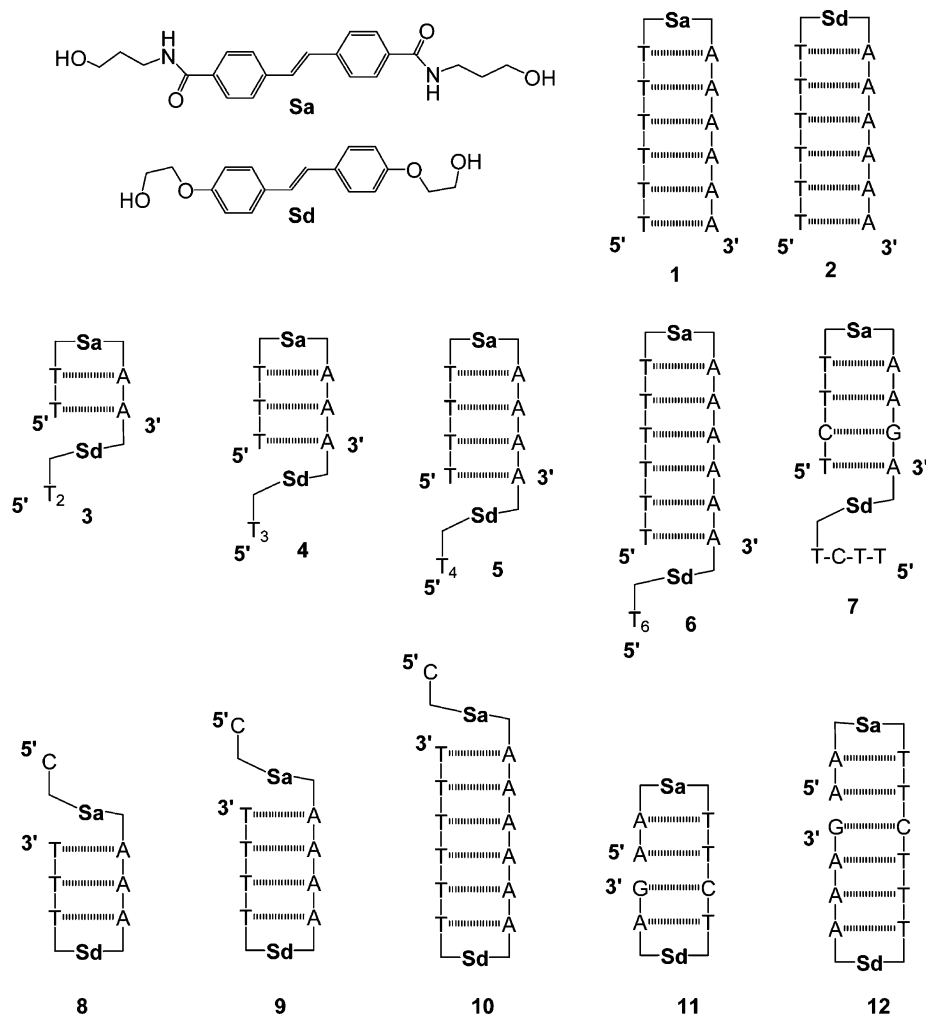 HO
H
N
O
O
N
H
OH
Sa
HO
O
O
OH
Sd
Sa
T A
T A
T A
T A
T A
T A
5' 3'
1
Sd
T A
T A
T A
T A
T A
T A
5' 3'
2
Sa
T A
5' T A 3'
Sd
5' T2
3
Sa
T A
T A
5' T A 3'
Sd
T3
5'
4
Sa
T A
T A
T A
5' T A 3'
Sd
T4
5'
5
Sa
T A
T A
T A
T A
T A
5' T A 3'
Sd
T6
5'
6
Sa
T A
T A
C G
5' T A 3'
Sd
T-C-T-T 5'
7
5' C
Sa
3' T A
T A
T A
Sd
8
5' C
Sa
3' T A
T A
T A
T A
Sd
9
5' C
Sa
3' T A
T A
T A
T A
T A
T A
Sd
10
Sa
A T
5' A T
3' G C
A T
Sd
11
Sa
A T
5' A T
3' G C
A T
A T
A T
Sd
12